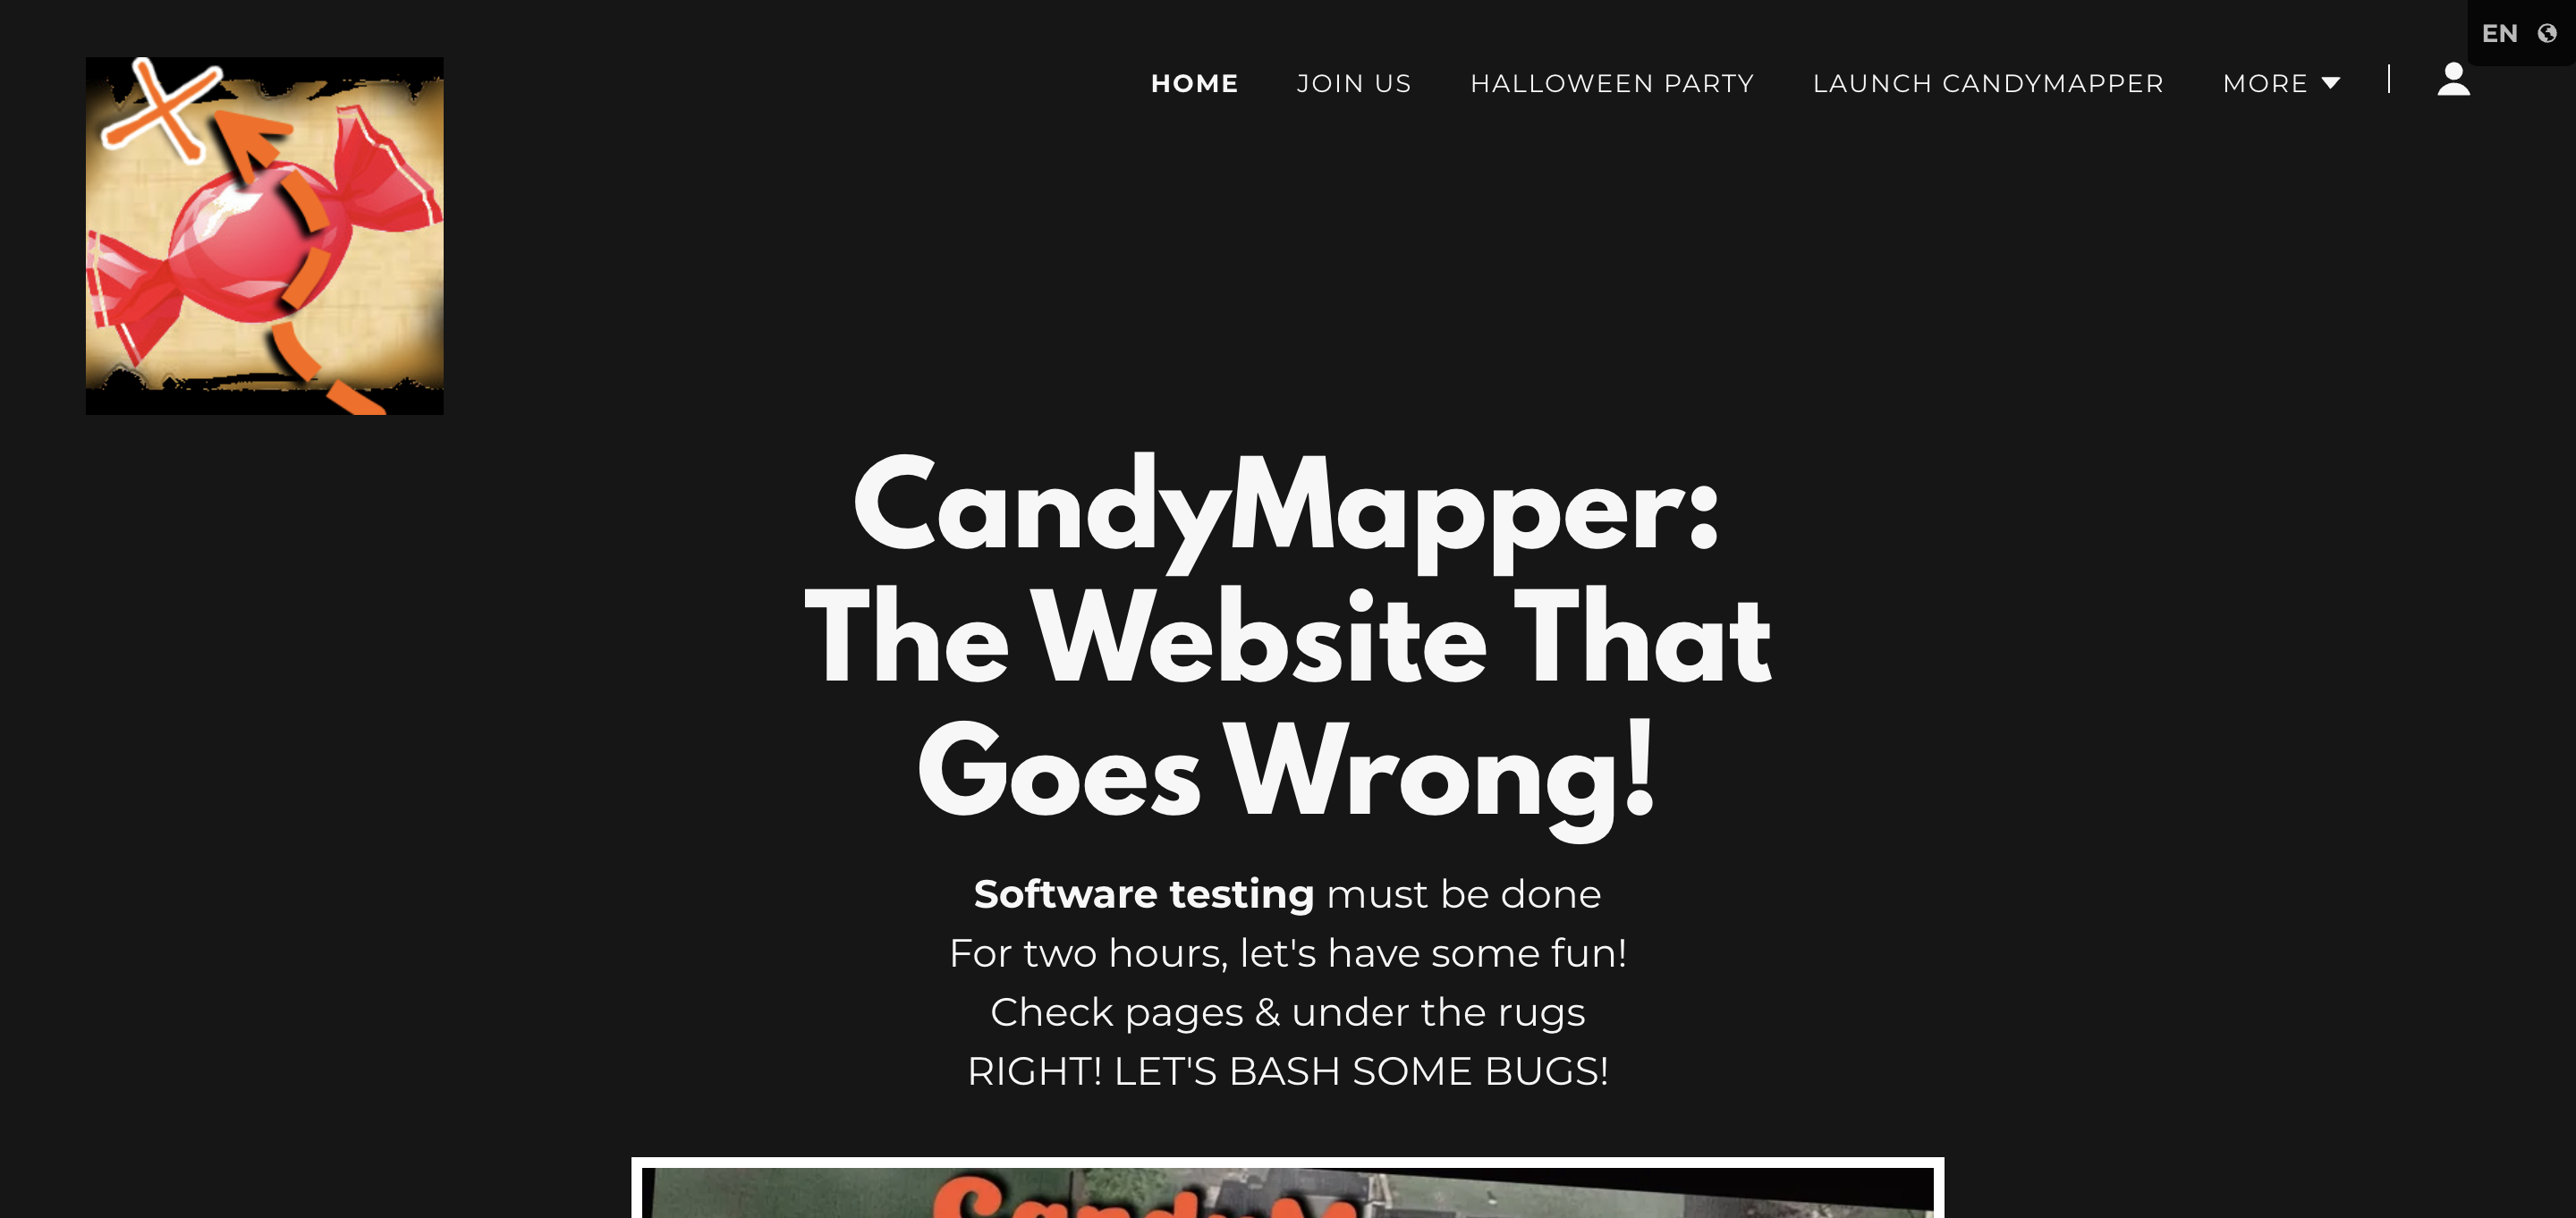 EN
HOME JOIN US HALLOWEEN PARTY LAUNCH CANDYMAPPER MORE
CandyMapper:
The Website That
Goes Wrong!
Software testing must be done
For two hours, let's have some fun!
Check pages & under the rugs
RIGHT! LET'S BASH SOME BUGS!